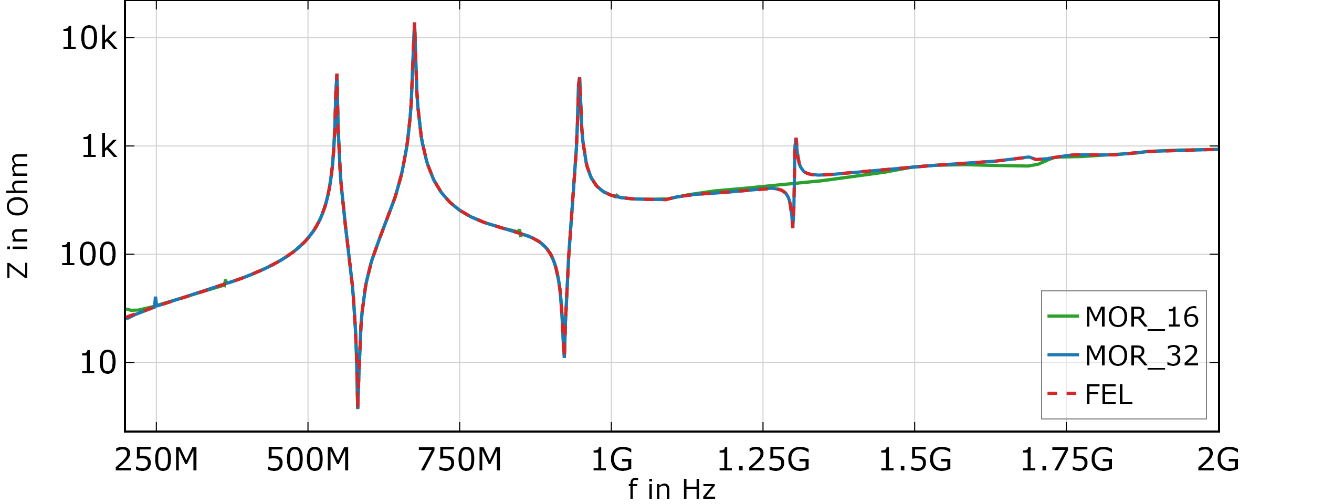 10k
1k
100
10
Z in Ohm
MOR_16
MOR_32
FEL
250M 500M 750M 1G 1.25G 1.5G 1.75G 2G
f in Hz